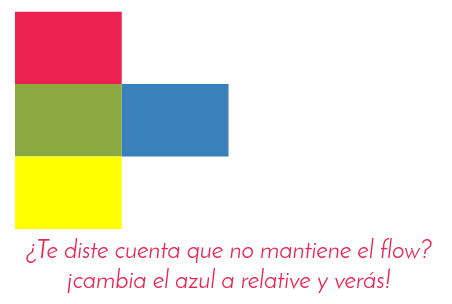 ¿Te diste cuenta que no mantiene el flow?
¡cambia el azul a relative y verás!